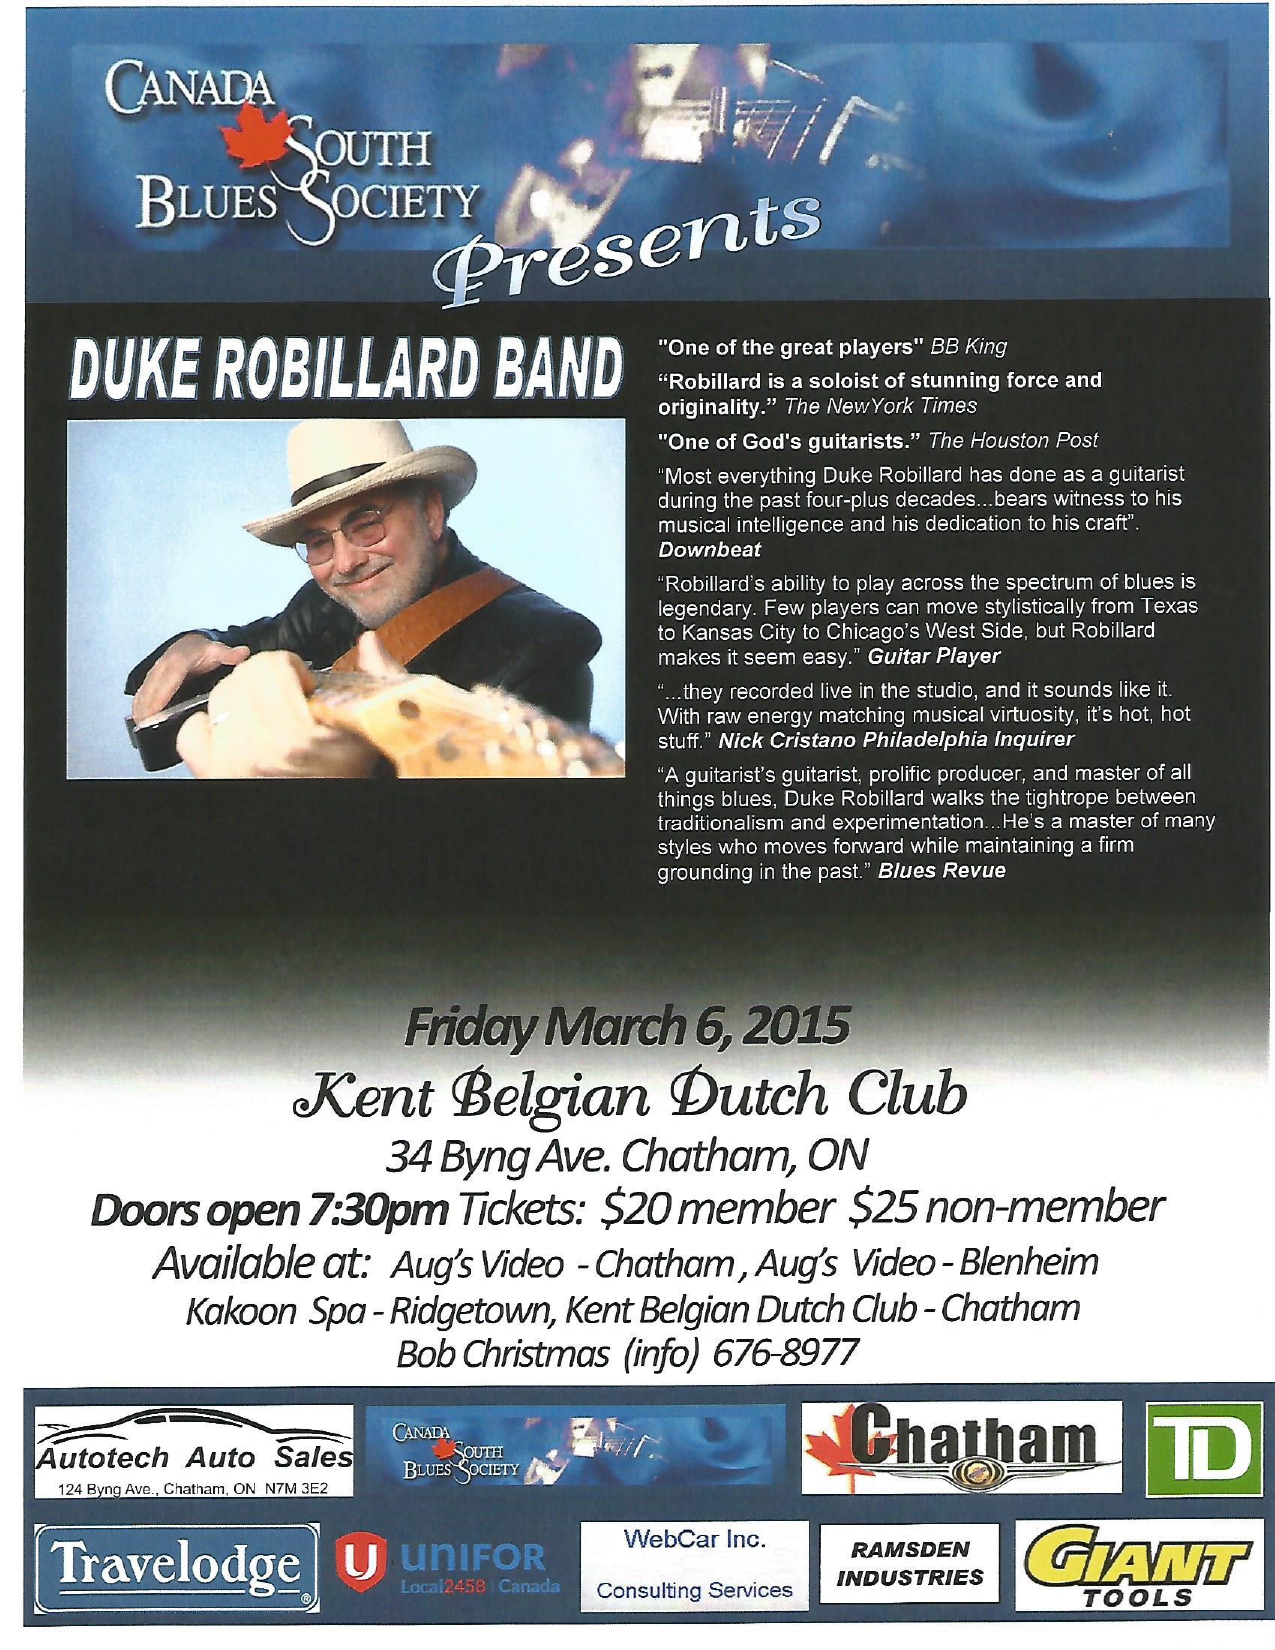 CANADA
SOUTH
BLUES SOCIETY
Presents
DUKE ROBILLARD BAND
"One of the great players" BB King
“Robillard is a soloist of stunning force and
originality.” The NewYork Times
"One of God's guitarists.” The Houston Post
“Most everything Duke Robillard has done as a guitarist
during the past four-plus decades...bears witness to his
musical intelligence and his dedication to his craft”.
Downbeat
“Robillard’s ability to play across the spectrum of blues is
legendary. Few players can move stylistically from Texas
to Kansas City to Chicago’s West Side, but Robillard
makes it seem easy.” Guitar Player
“...they recorded live in the studio, and it sounds like it.
With raw energy matching musical virtuosity, it’s hot, hot
stuff.” Nick Cristano Philadelphia Inquirer
“A guitarist’s guitarist, prolific producer, and master of all
things blues, Duke Robillard walks the tightrope between
traditionalism and experimentation...He’s a master of many
styles who moves forward while maintaining a firm
grounding in the past.” Blues Revue
Friday March 6, 2015
Kent Belgian Dutch Club
34 Byng Ave. Chatham, ON
Doors open 7:30pm Tickets: $20 member $25 non-member
Available at: Aug’s Video - Chatham, Aug’s Video - Blenheim
Kakoon Spa - Ridgetown, Kent Belgian Dutch Club - Chatham
Bob Christmas (info) 676-8977
Autotech Auto Sales
124 Byng Ave., Chatham, ON N7M 3E2
CANADA
SOUTH
BLUES SOCIETY
Chatham
TD
Travelodge®
U UNIFOR
Local2458 | Canada
WebCar Inc.
Consulting Services
RAMSDEN
INDUSTRIES
GIANT
TOOLS